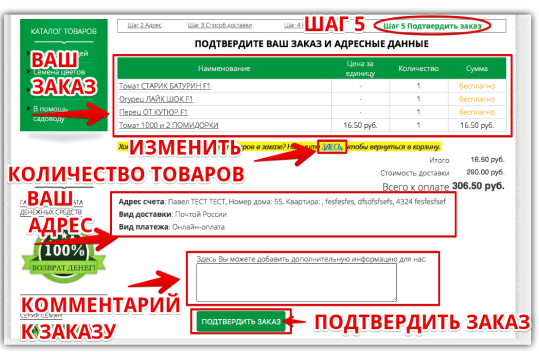 КАТАЛОГ ТОВАРОВ
Семена цветов
В помощь
садоводу
ВАШ
ЗАКАЗ
Шаг 2 Адрес
Шаг 3 Способ доставки
Шаг 4
ШАГ 5
Шаг 5 Подтвердить
заказ
ПОДТВЕРДИТЕ ВАШ ЗАКАЗ И АДРЕСНЫЕ ДАННЫЕ
Наименование Цена за единицу Количество Сумма
Томат СТАРИК БАТУРИН F1 - 1 бесплатно
Огурец ЛАЙК ШОК F1 - 1 бесплатно
Перец ОТ КУТЮР F1 - 1 бесплатно
Томат 1000 и 2 ПОМИДОРКИ 16.50 руб. 1 16.50 руб.
в заказе? ЗДЕСЬ, чтобы вернуться в корзину.
ИЗМЕНИТЬ
КОЛИЧЕСТВО ТОВАРОВ
Итого 16.50 руб.
Стоимость доставки 290.00 руб.
Всего к оплате 306.50 руб.
ВАШ
АДРЕС
ДЕНЕЖНЫХ СРЕДСТВ
100%
ВОЗВРАТ ДЕНЕГ!
Адрес счета: Павел ТЕСТ ТЕСТ, Номер дома: 55, Квартира: , fesfesfes, dfsdfsfsefs, 4324 fesfesfsef
Вид доставки: Почтой России
Вид платежа: Онлайн-оплата
Здесь Вы можете добавить дополнительную информацию для нас:
КОММЕНТАРИЙ
К ЗАКАЗУ
СЕРИИ СЕМЯН
ПОДТВЕРДИТЬ ЗАКАЗ
ПОДТВЕРДИТЬ ЗАКАЗ